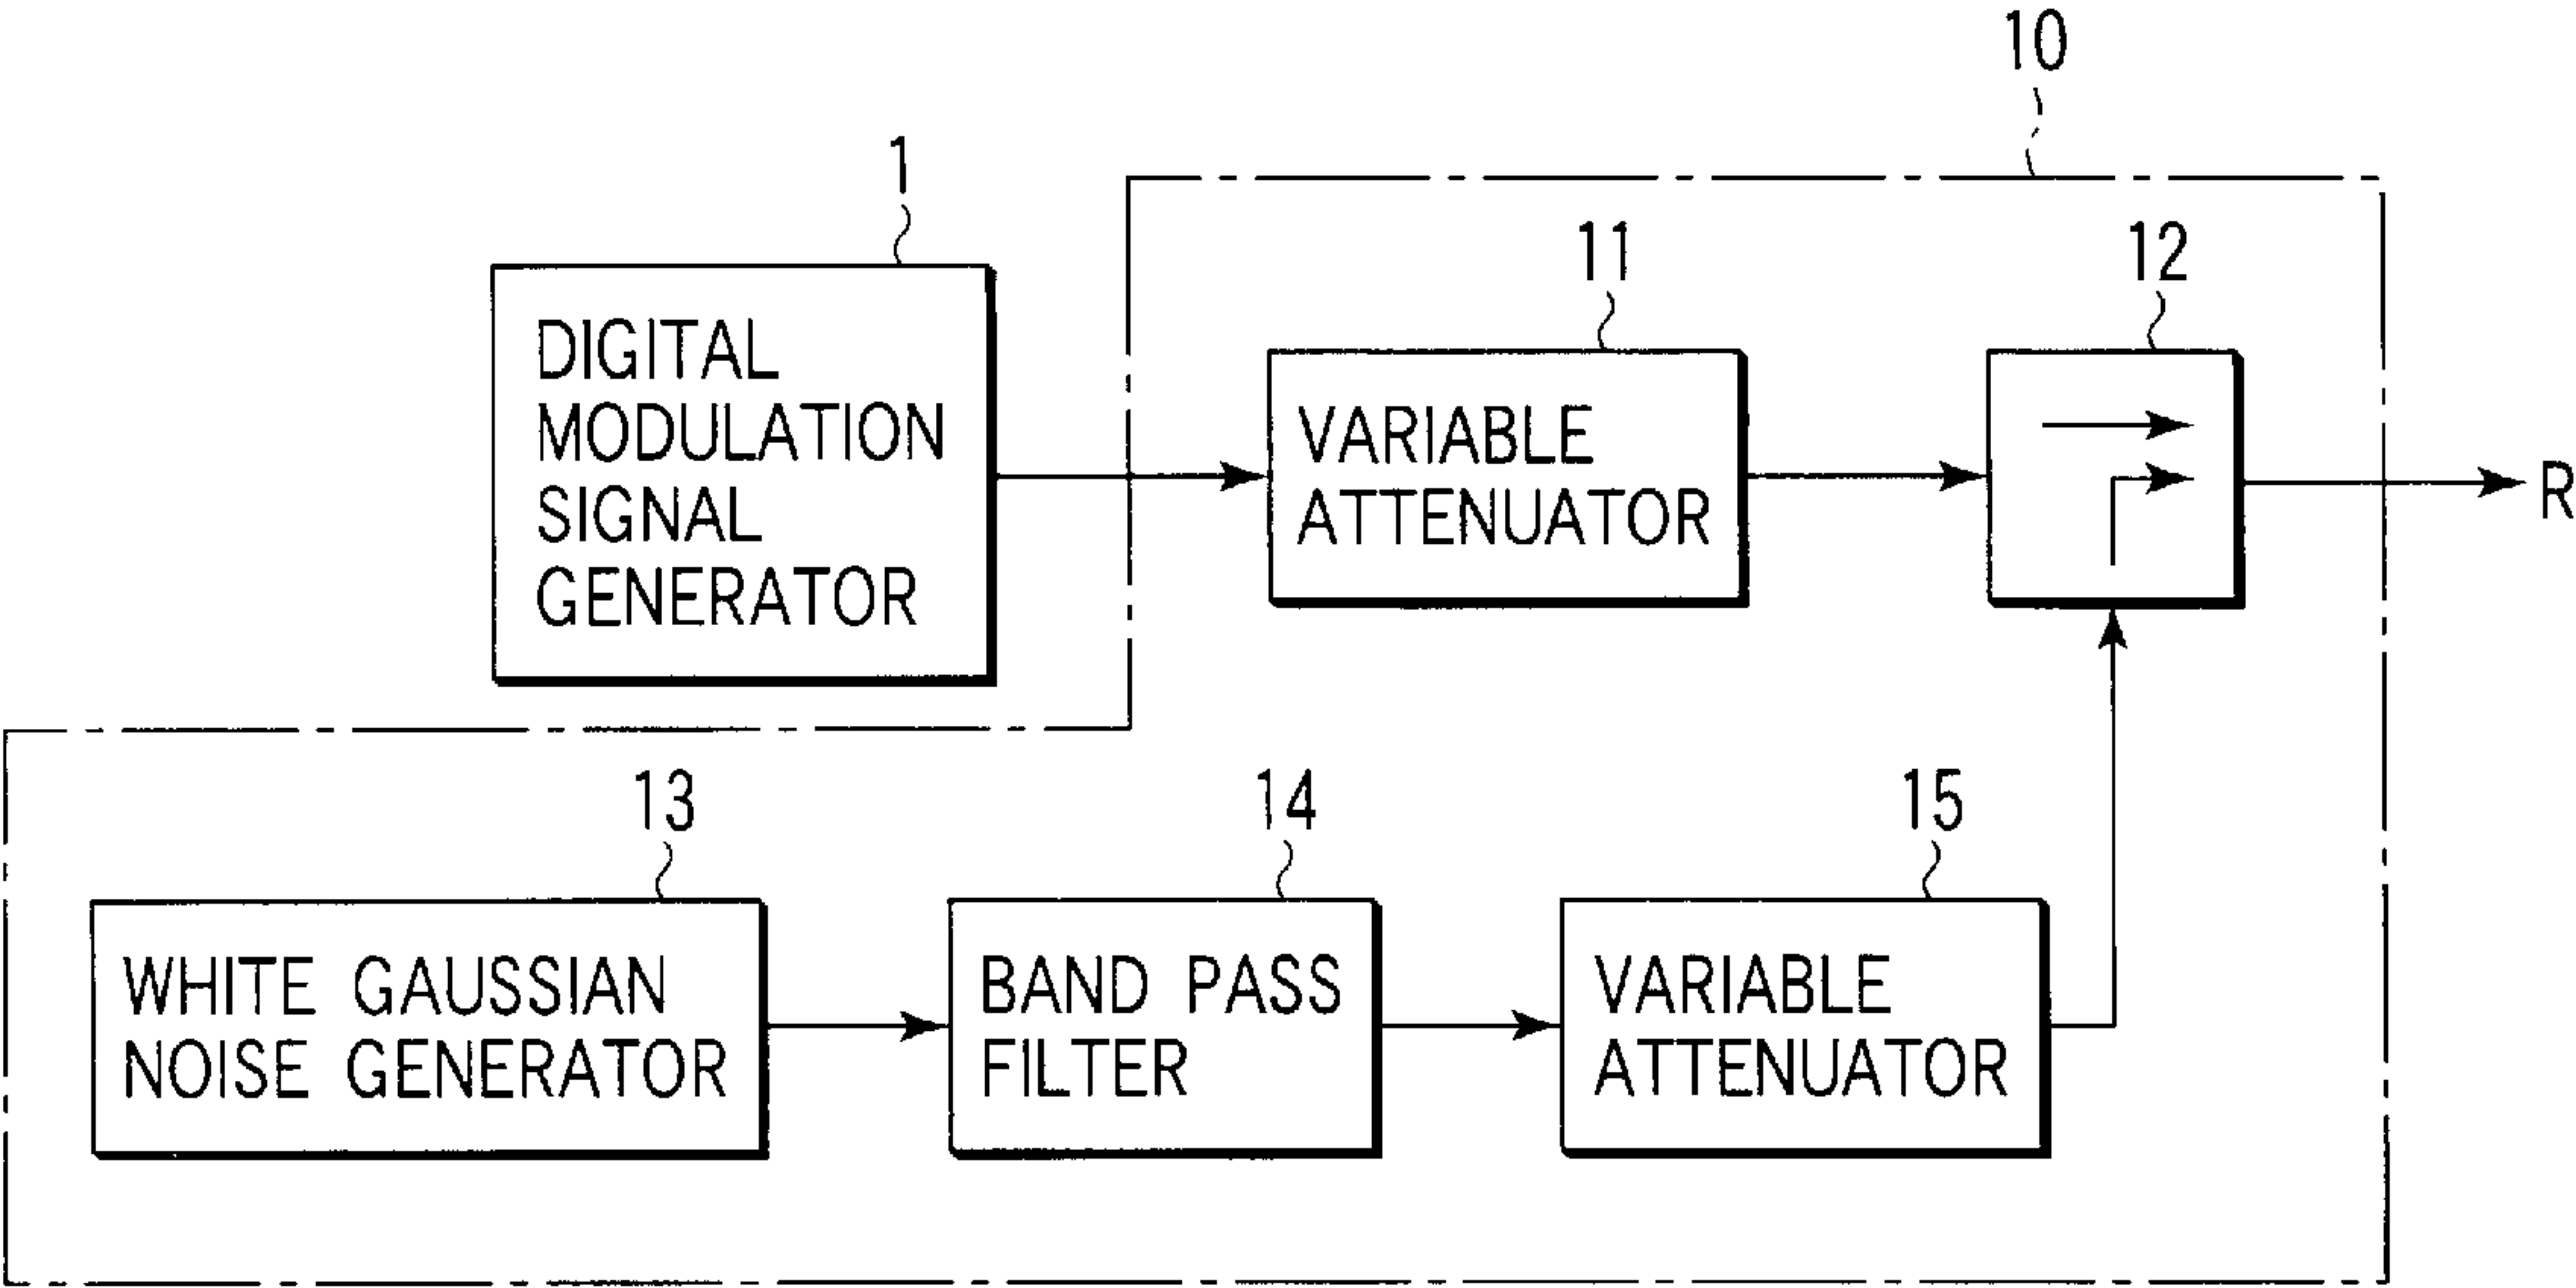 10
1
11
12
DIGITAL
MODULATION
SIGNAL
GENERATOR
VARIABLE
ATTENUATOR
R
13
14
15
WHITE GAUSSIAN
NOISE GENERATOR
BAND PASS
FILTER
VARIABLE
ATTENUATOR